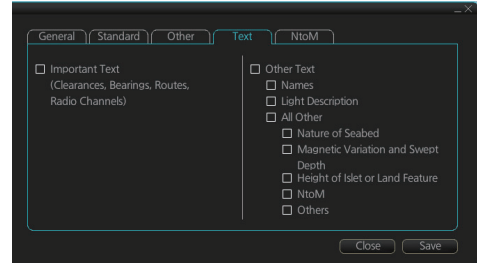 General Standard Other Text NtoM
Important Text
(Clearances, Bearings, Routes,
Radio Channels)
Other Text
Names
Light Description
All Other
Nature of Seabed
Magnetic Variation and Swept
Depth
Height of Islet or Land Feature
NtoM
Others
Close Save